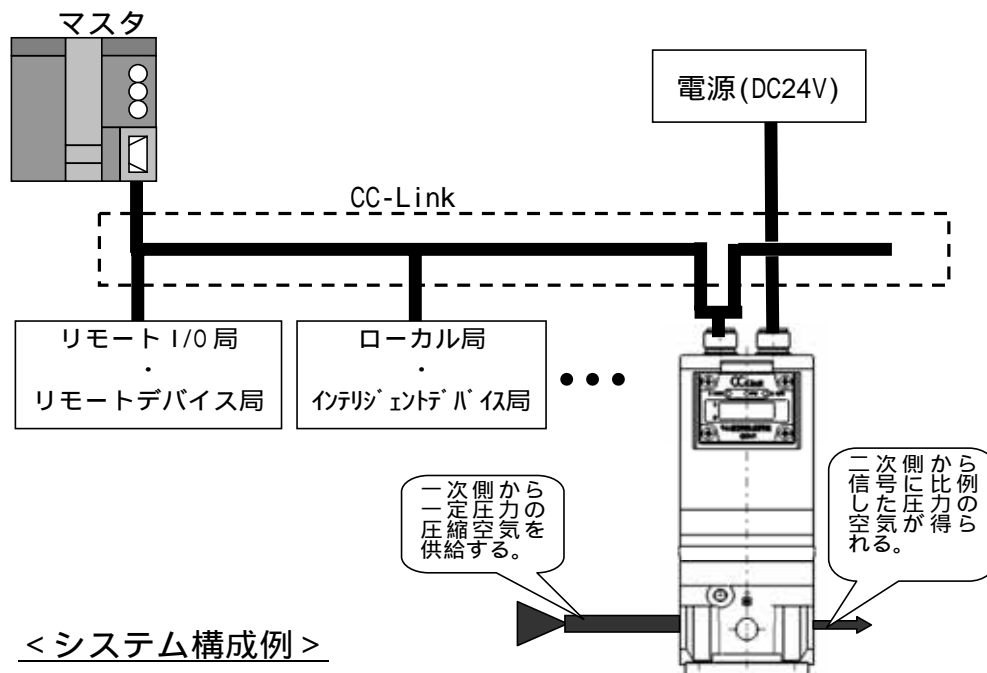 マスタ
電源(DC24V)
CC-Link
リモート I/O 局
・
リモートデバイス局
ローカル局
・
インテリジェントデバイス局
●●●
CC-Link
一次側から
一定圧力の
圧縮空気を
供給する。
二次側から
信号に比例
した圧力の
空気が得ら
れる。
<システム構成例>